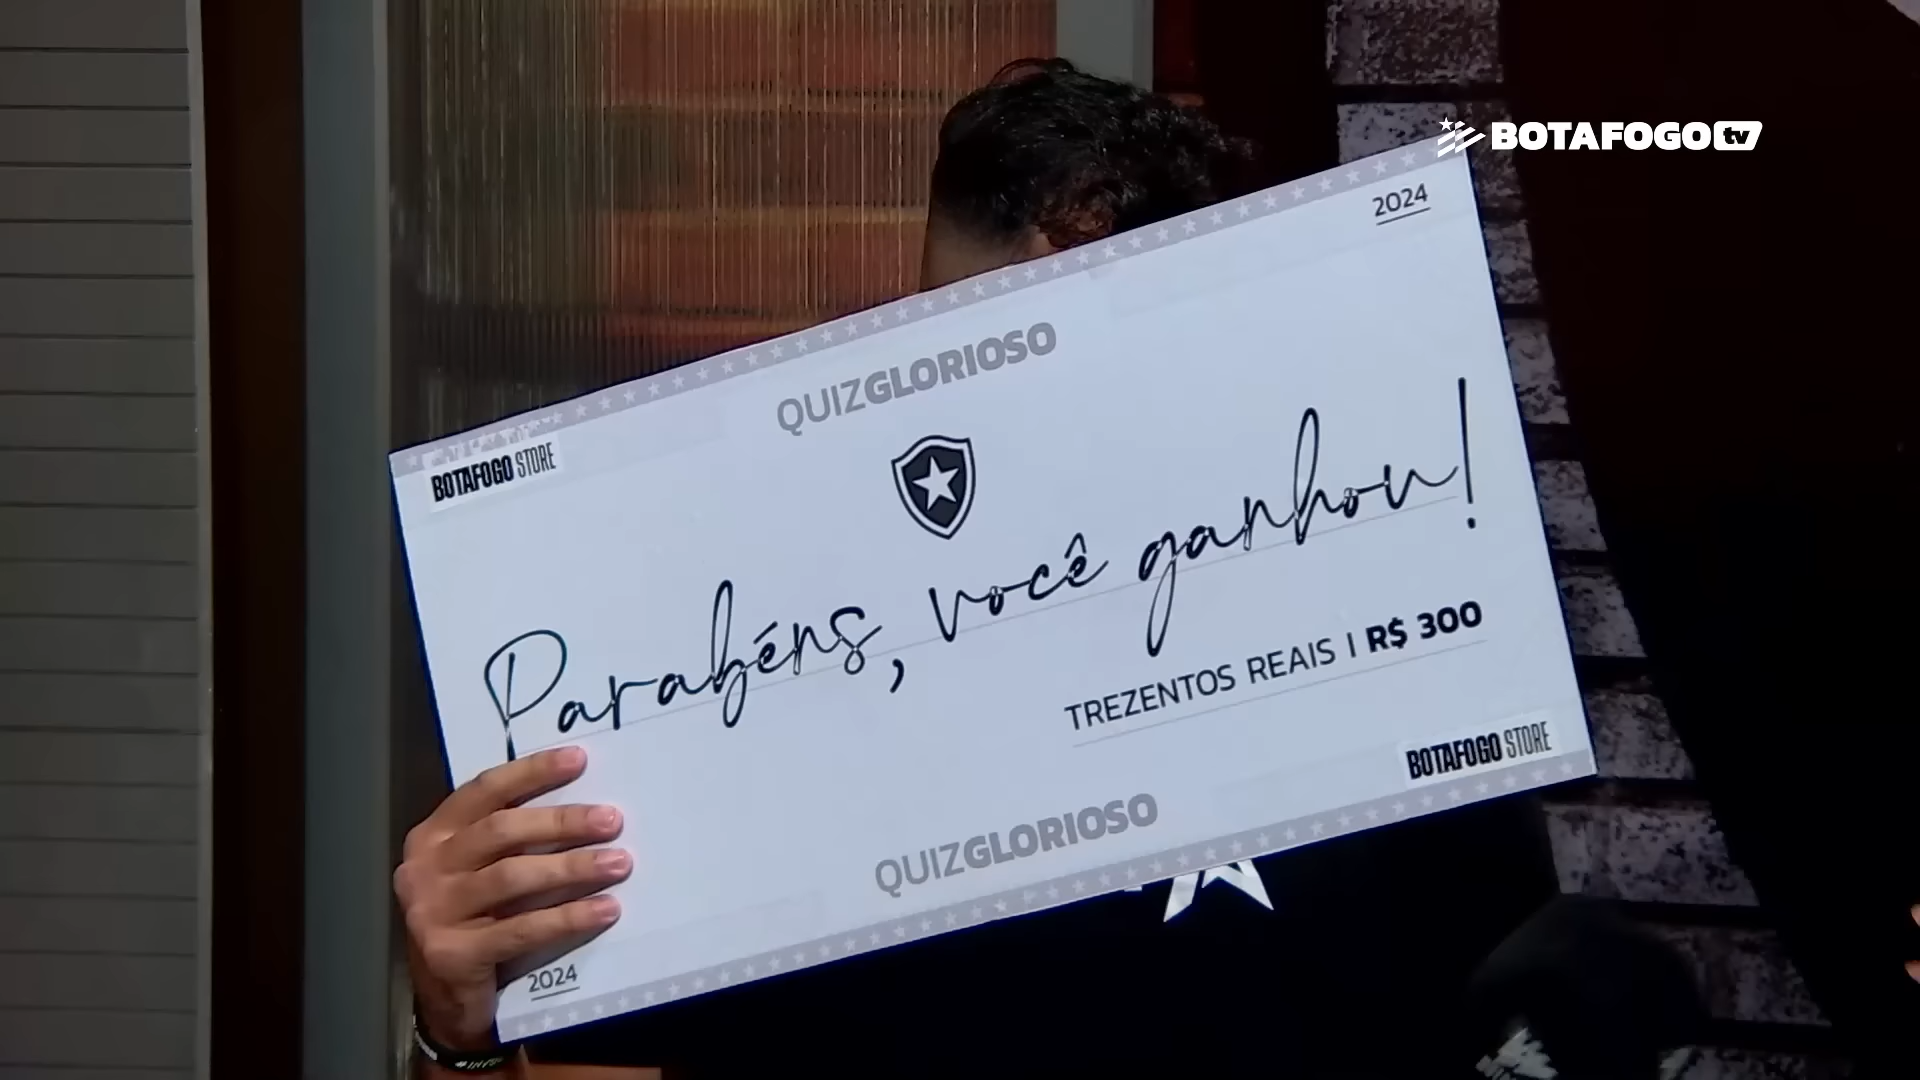 BOTAFOGO tv
2024
QUIZGLORIOSO
BOTAFOGO STORE
Parabéns, você ganhou!
TREZENTOS REAIS | R$ 300
BOTAFOGO STORE
QUIZGLORIOSO
2024